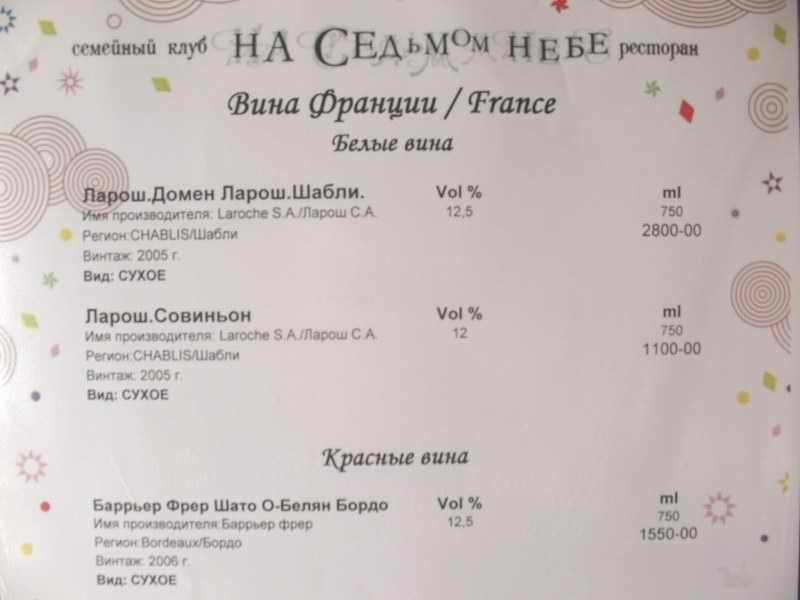 семейный клуб НА СЕДЬМОМ НЕБЕ ресторан
Вина Франции / France
Белые вина
Ларош.Домен Ларош.Шабли. Vol % ml
Имя производителя: Laroche S.A./Ларош С.А. 12,5 750
Регион:CHABLIS/Шабли 2800-00
Винтаж: 2005 г.
Вид: СУХОЕ
Ларош.Совиньон Vol % ml
Имя производителя: Laroche S.A./Ларош С.А. 12 750
Регион:CHABLIS/Шабли 1100-00
Винтаж: 2005 г.
Вид: СУХОЕ
Красные вина
Баррьер Фрер Шато О-Белян Бордо Vol % ml
Имя производителя:Баррьер фрер 12,5 750
Регион:Bordeaux/Бордо 1550-00
Винтаж: 2006 г.
Вид: СУХОЕ